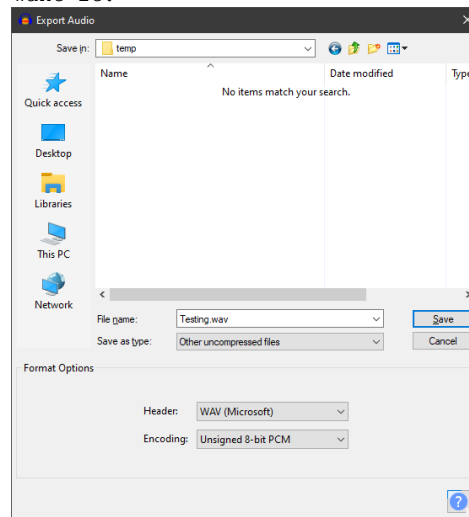 Export Audio
Save in: temp
Name Date modified Type
No items match your search.
Quick access
Desktop
Libraries
This PC
Network
File name: Testing.wav Save
Save as type: Other uncompressed files Cancel
Format Options
Header: WAV (Microsoft)
Encoding: Unsigned 8-bit PCM